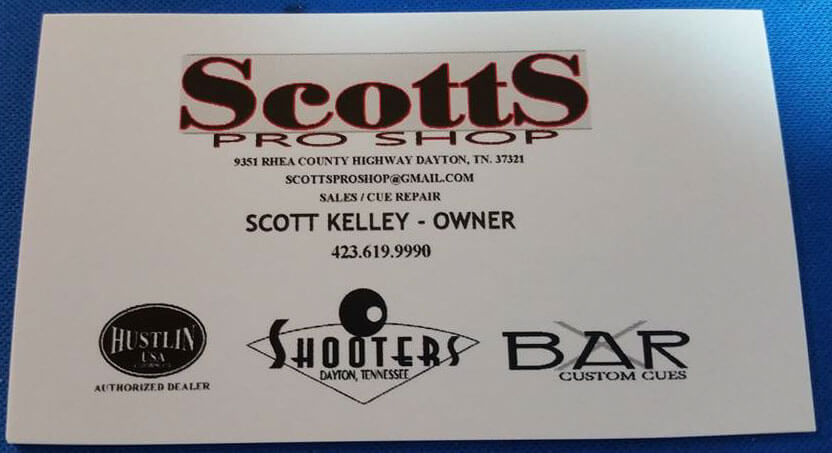 ScottS
PRO SHOP
9351 RHEA COUNTY HIGHWAY DAYTON, TN. 37321
SCOTTSPROSHOP@GMAIL.COM
SALES / CUE REPAIR
SCOTT KELLEY - OWNER
423.619.9990
HUSTLIN
USA
AUTHORIZED DEALER
SHOOTERS
DAYTON, TENNESSEE
BAR
CUSTOM CUES